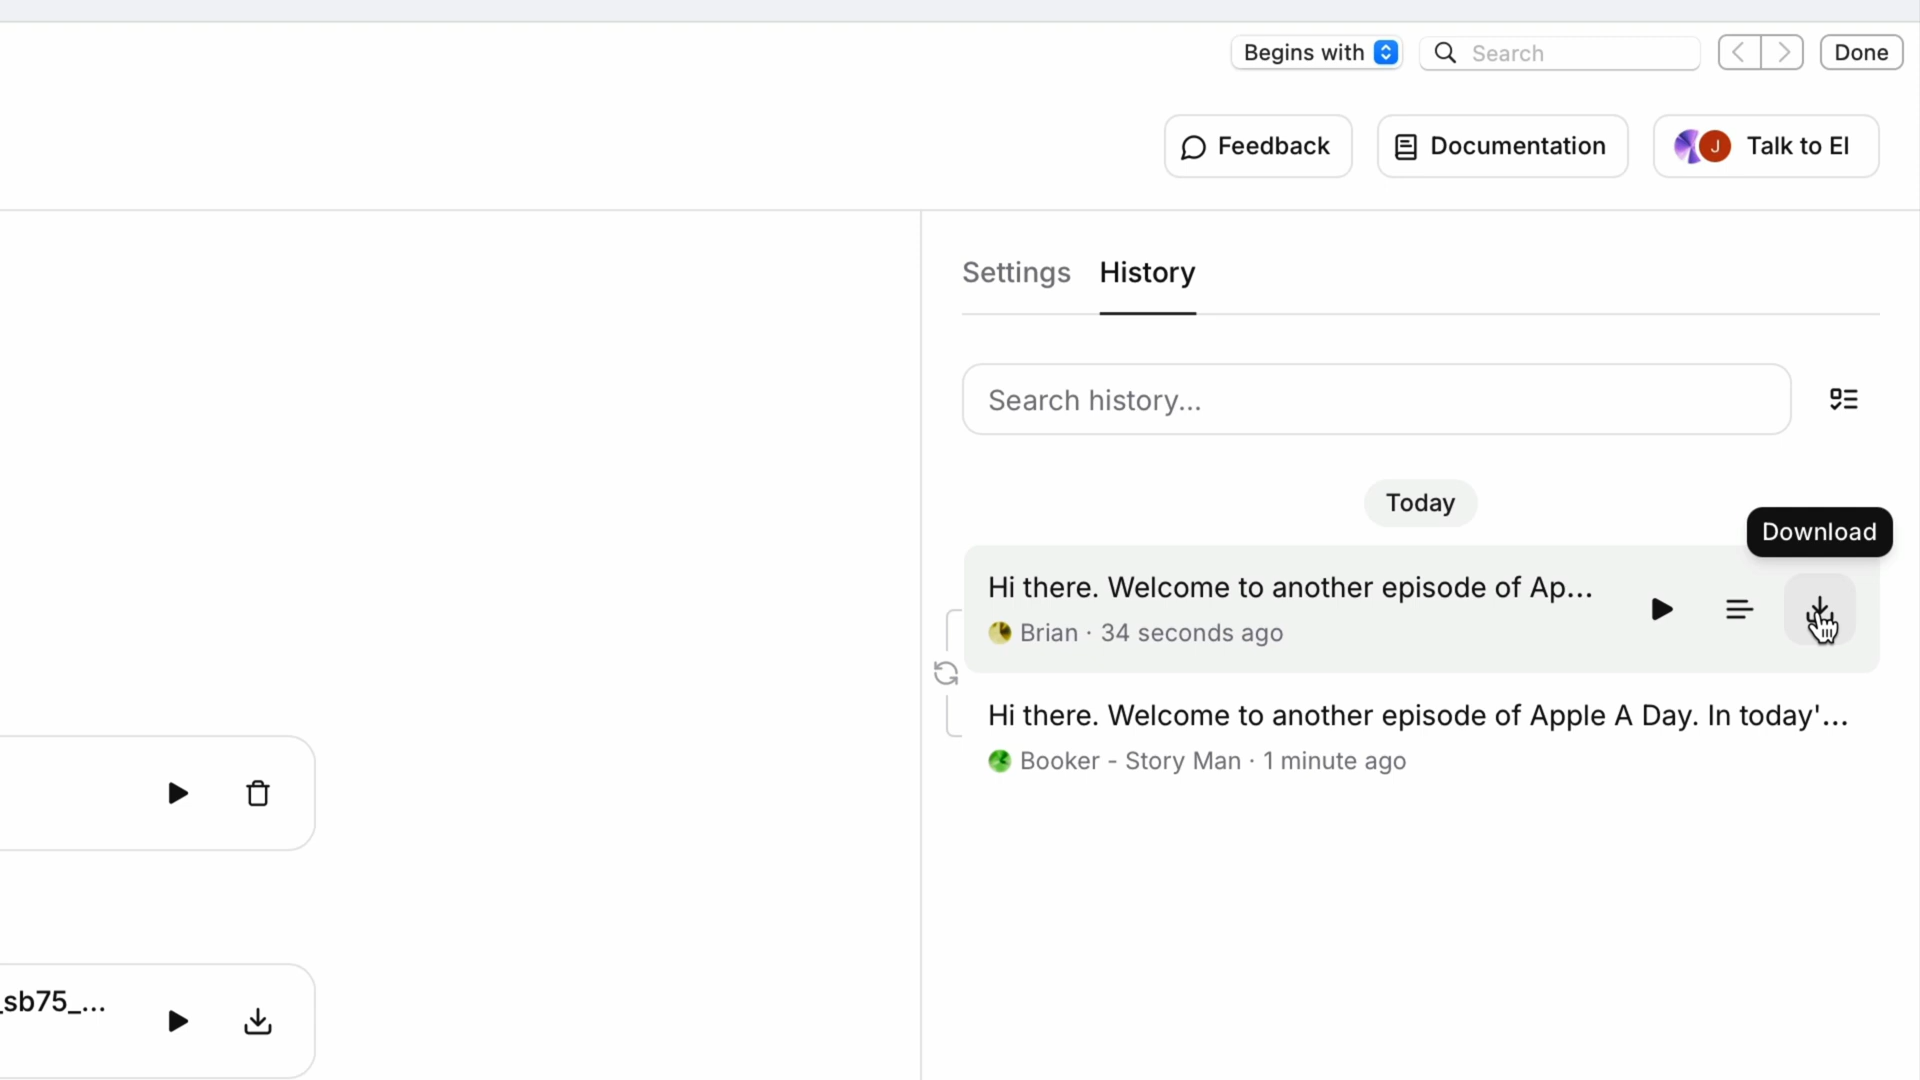 Begins with
Search
Done
Feedback
Documentation
J
Talk to El
Settings
History
Search history...
Today
Download
Hi there. Welcome to another episode of Ap...
Brian · 34 seconds ago
Hi there. Welcome to another episode of Apple A Day. In today'...
Booker - Story Man · 1 minute ago
_sb75_...